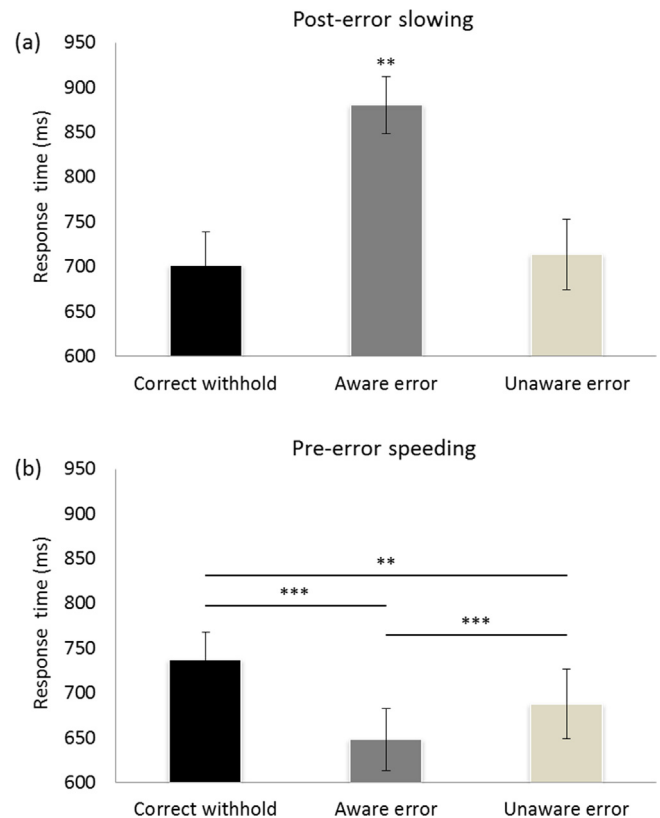 Post-error slowing
(a)
Response time (ms)
950
900
850
800
750
700
650
600
**
Correct withhold Aware error Unaware error
Pre-error speeding
(b)
Response time (ms)
950
900
850
800
750
700
650
600
**
***
***
Correct withhold Aware error Unaware error